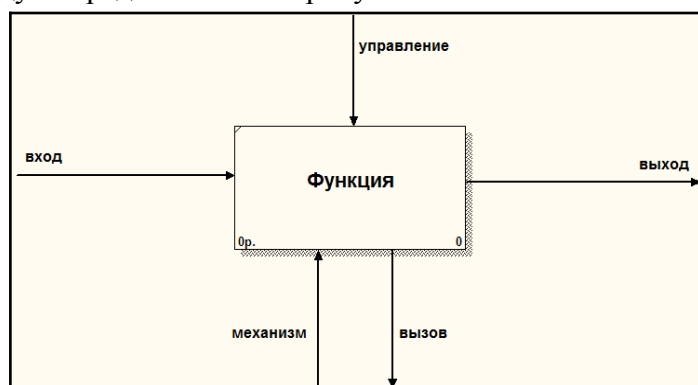 управление
вход
Функция
выход
0р.
0
механизм
вызов